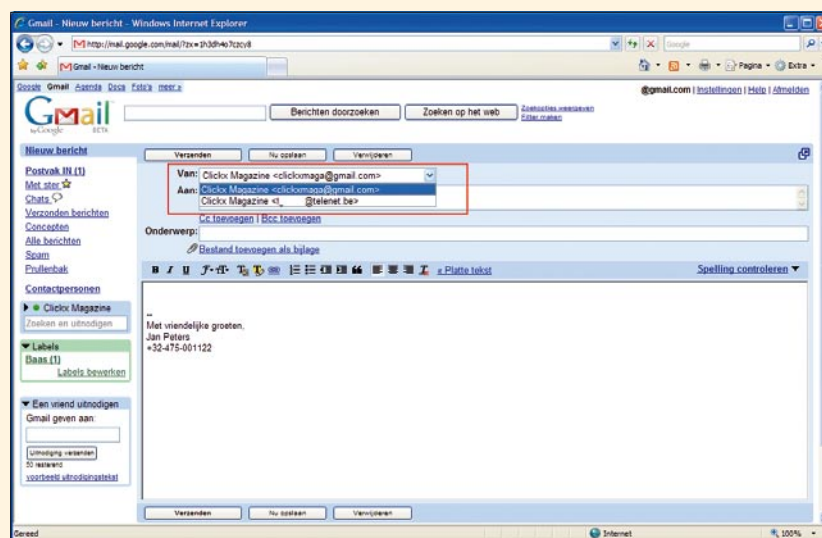 Gmail - Nieuw bericht - Windows Internet Explorer
http://mail.google.com/mail/?zx=1h3dh4o7czcy8
Google
Gmail - Nieuw bericht
Pagina
Extra
Google Gmail Agenda Docs Foto's meer »
@gmail.com | Instellingen | Help | Afmelden
Gmail
by Google BETA
Berichten doorzoeken
Zoeken op het web
Zoekopties weergeven
Filter maken
Nieuw bericht
Verzenden
Nu opslaan
Verwijderen
Postvak IN (1)
Met ster
Chats
Verzonden berichten
Concepten
Alle berichten
Spam
Prullenbak
Contactpersonen
Van: Clickx Magazine <clickxmaga@gmail.com>
Aan: Clickx Magazine <clickxmaga@gmail.com>
Clickx Magazine < @telenet.be>
Cc toevoegen | Bcc toevoegen
Onderwerp:
Bestand toevoegen als bijlage
B I U « Platte tekst
Spelling controleren ▼
Clickx Magazine
Zoeken en uitnodigen
Labels
Baas (1)
Labels bewerken
Een vriend uitnodigen
Gmail geven aan:
Uitnodiging verzenden
50 resterend
voorbeeld uitnodigingstekst
--
Met vriendelijke groeten,
Jan Peters
+32-475-001122
Verzenden
Nu opslaan
Verwijderen
Gereed
Internet
100%